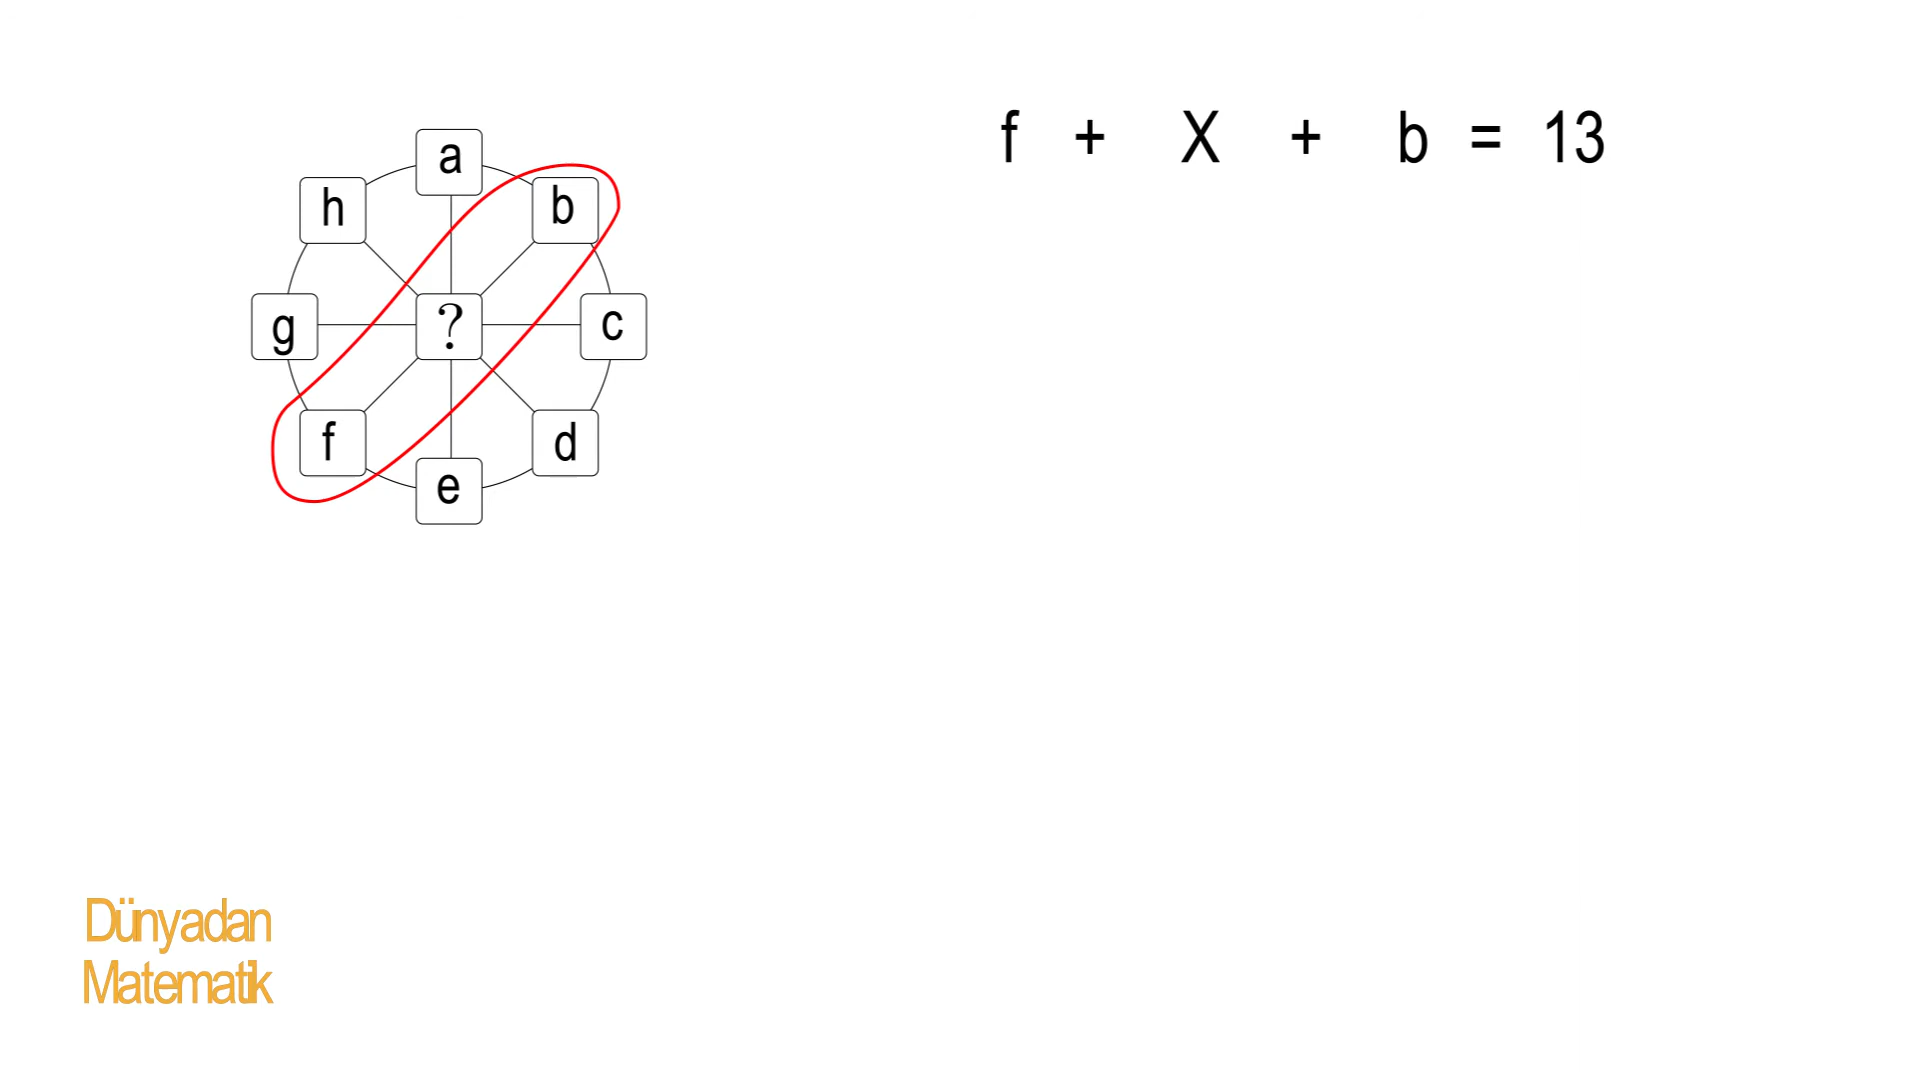 a
h b
g ? c
f d
e
f + X + b = 13
Dünyadan
Matematik